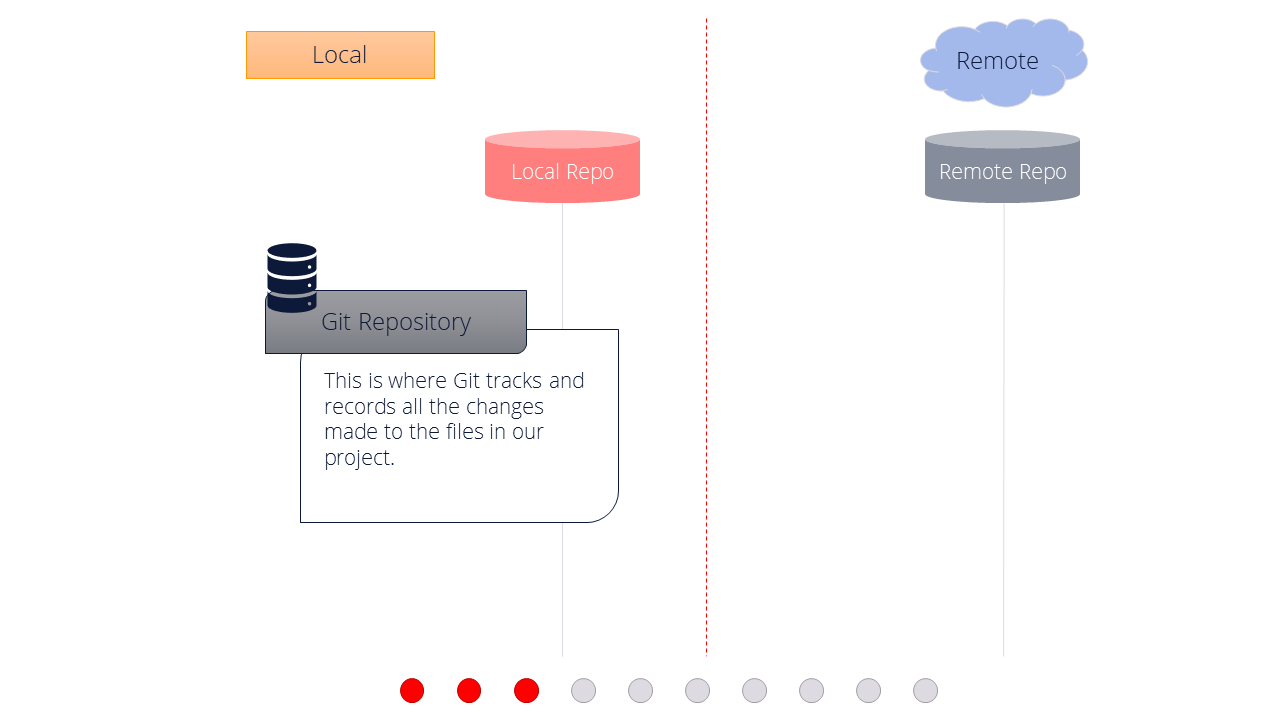 Local
Remote
Local Repo
Remote Repo
Git Repository
This is where Git tracks and
records all the changes
made to the files in our
project.